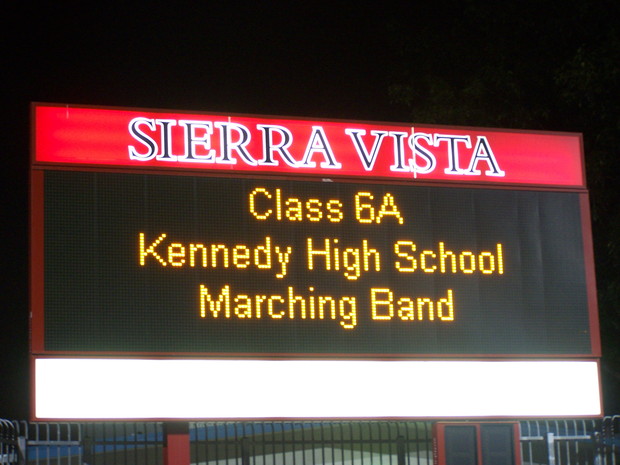 SIERRA VISTA
Class 6A
Kennedy High School
Marching Band